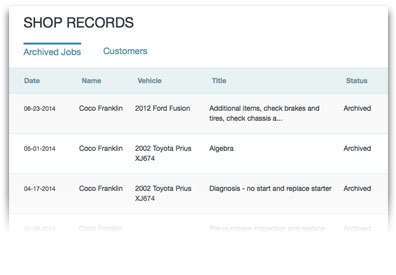 SHOP RECORDS
Archived Jobs Customers
Date Name Vehicle Title Status
06-23-2014 Coco Franklin 2012 Ford Fusion Additional items, check brakes and Archived
tires, check chassis a...
05-01-2014 Coco Franklin 2002 Toyota Prius Algebra Archived
XJ674
04-17-2014 Coco Franklin 2002 Toyota Prius Diagnosis - no start and replace starter Archived
XJ674
Coco Franklin Pre-purchase inspection and replace Archived